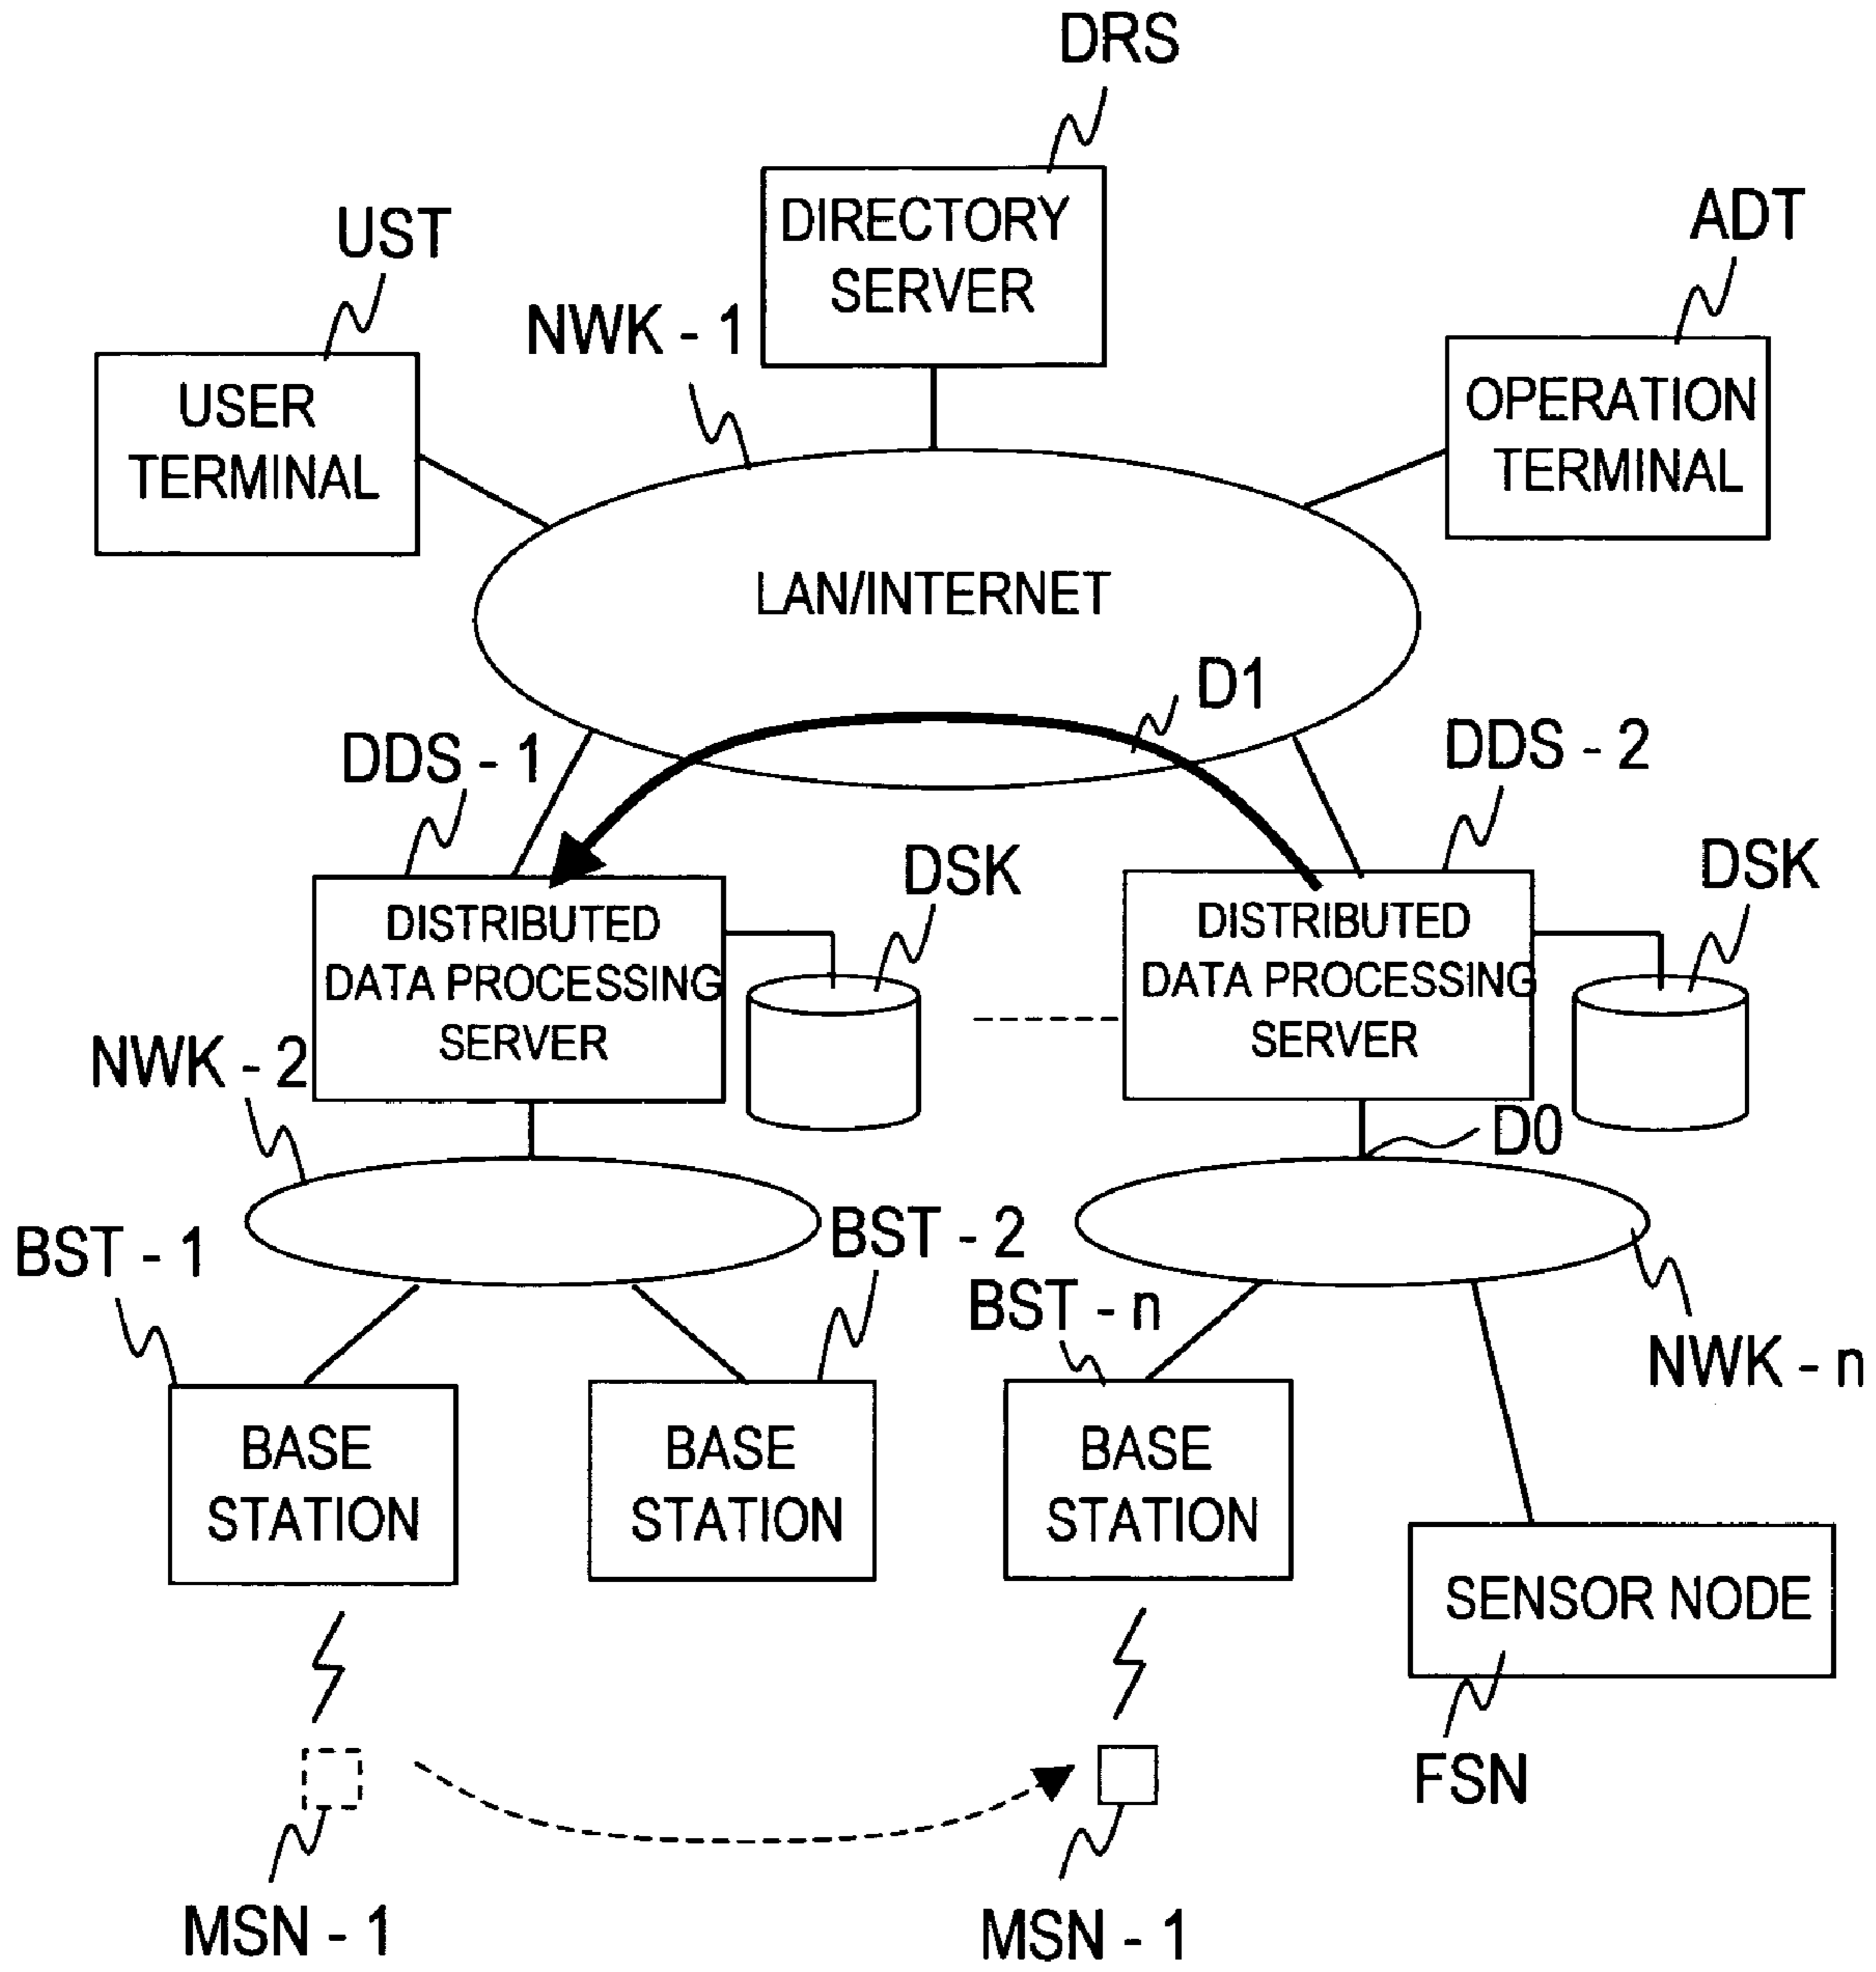 DRS
DIRECTORY
SERVER
UST
ADT
NWK - 1
USER
TERMINAL
OPERATION
TERMINAL
LAN/INTERNET
D1
DDS - 1
DDS - 2
DSK
DSK
DISTRIBUTED
DATA PROCESSING
SERVER
DISTRIBUTED
DATA PROCESSING
SERVER
NWK - 2
D0
BST - 1
BST - 2
BST - n
NWK - n
BASE
STATION
BASE
STATION
BASE
STATION
SENSOR NODE
FSN
MSN - 1
MSN - 1